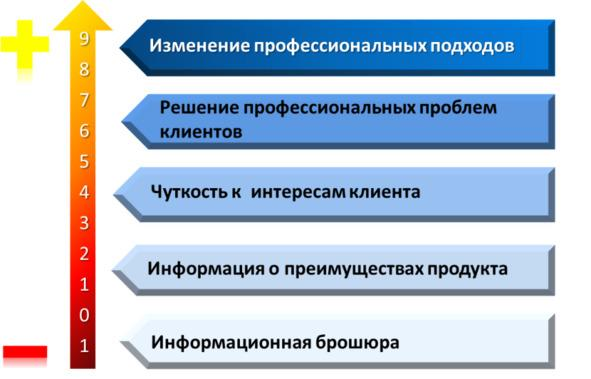 9
Изменение профессиональных подходов
8
7
Решение профессиональных проблем
клиентов
6
5
4
Чуткость к интересам клиента
3
2
Информация о преимуществах продукта
1
0
1
Информационная брошюра